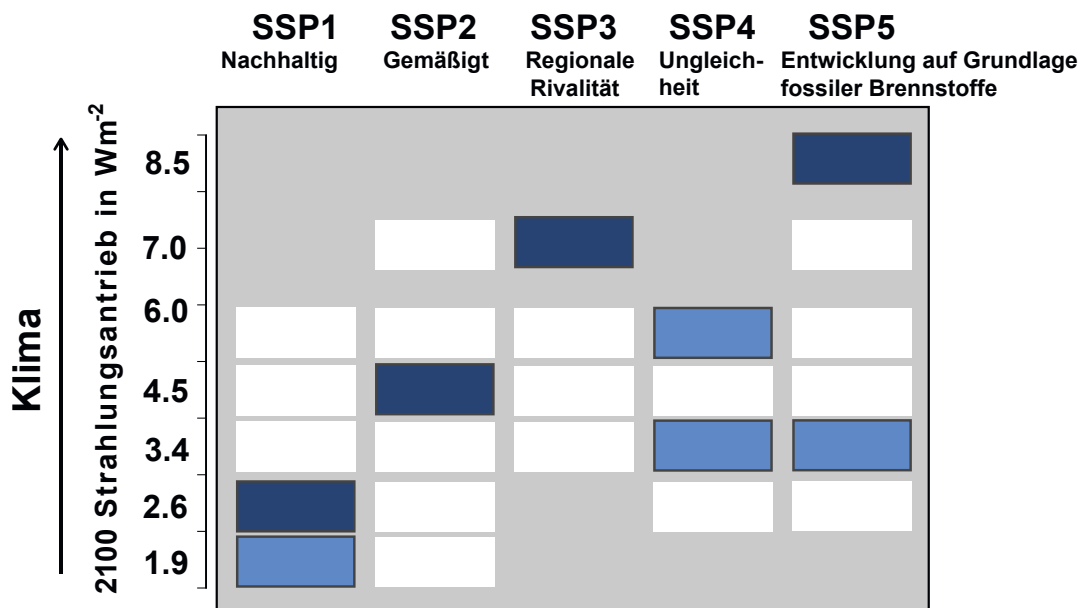 SSP1 SSP2 SSP3 SSP4 SSP5
Nachhaltig Gemäßigt Regionale Ungleich- Entwicklung auf Grundlage
Rivalität heit fossiler Brennstoffe
8.5
7.0
6.0
4.5
3.4
2.6
1.9
2100 Strahlungsantrieb in Wm-2
Klima